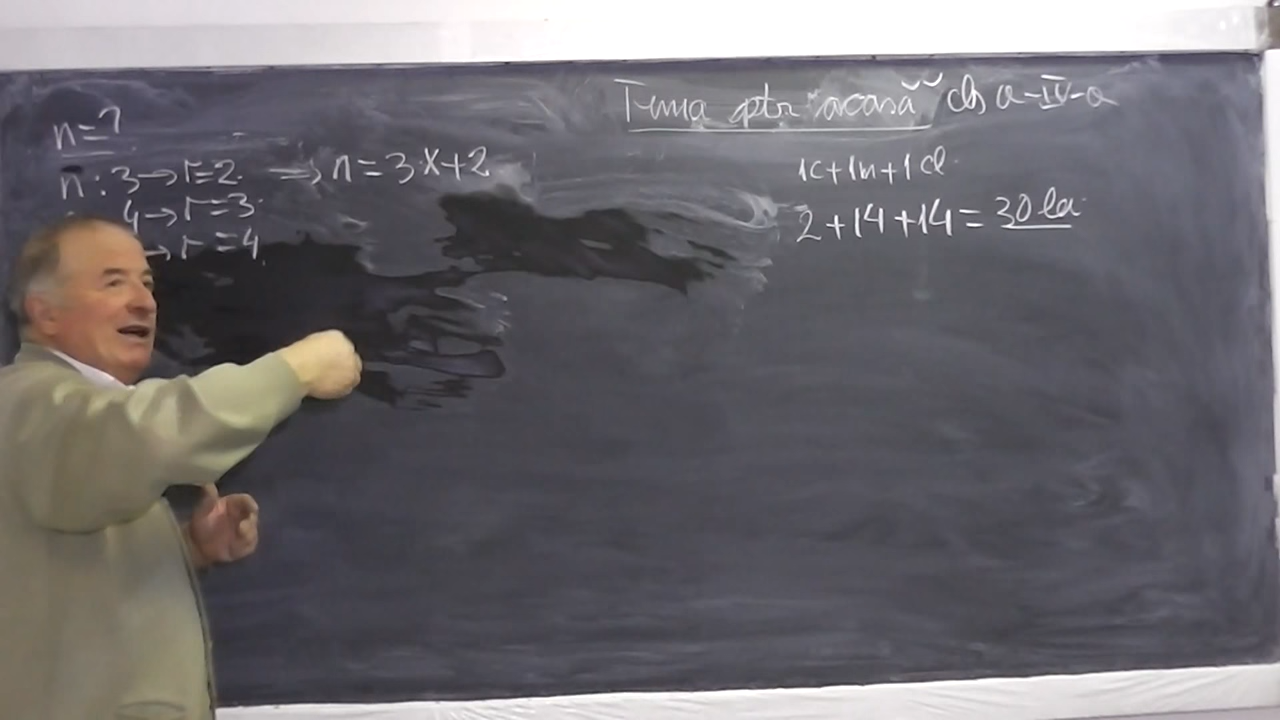 n=?
n:3→r=2 ⇒ n=3·x+2
4→r=3
→r=4
Tema ptr acasă cls a-IV-a
1c+1m+1cl
2+14+14=30 lei